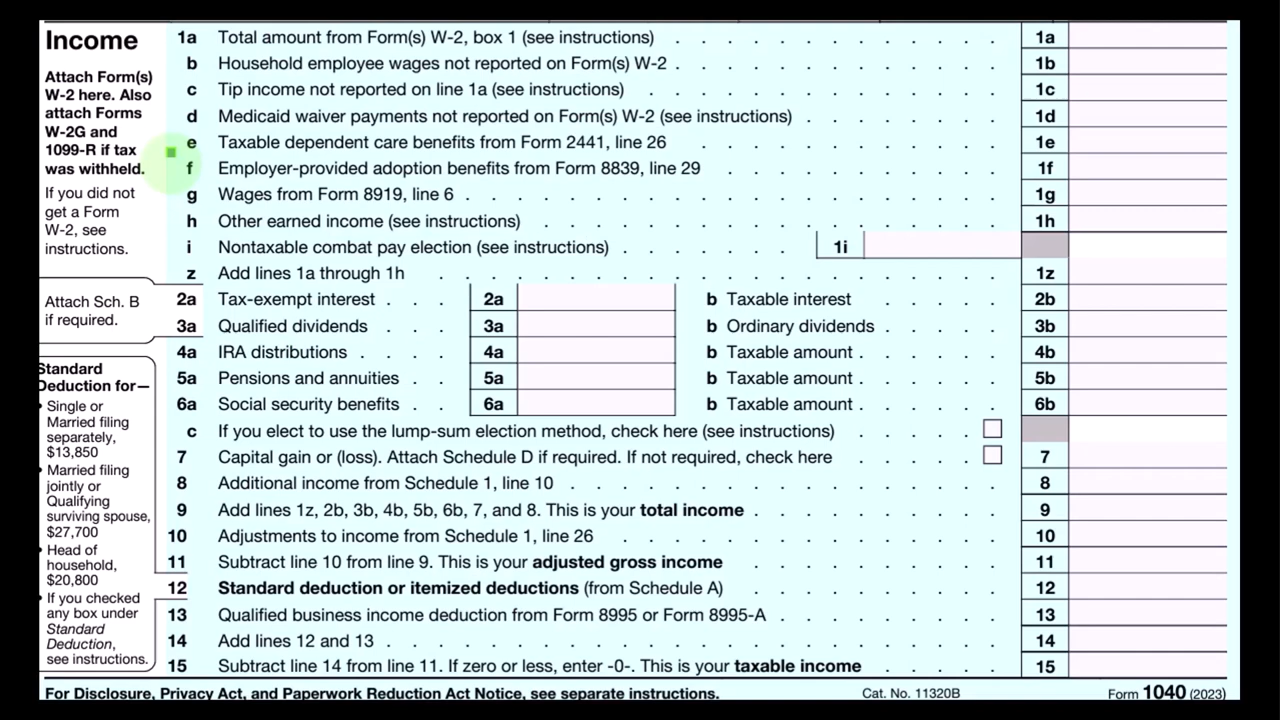 Income
Attach Form(s)
W-2 here. Also
attach Forms
W-2G and
1099-R if tax
was withheld.
If you did not
get a Form
W-2, see
instructions.
Attach Sch. B
if required.
Standard
Deduction for—
• Single or
Married filing
separately,
$13,850
• Married filing
jointly or
Qualifying
surviving spouse,
$27,700
• Head of
household,
$20,800
• If you checked
any box under
Standard
Deduction,
see instructions.
1a Total amount from Form(s) W-2, box 1 (see instructions) . . . . . . . . . . . . . 1a
b Household employee wages not reported on Form(s) W-2 . . . . . . . . . . . . . 1b
c Tip income not reported on line 1a (see instructions) . . . . . . . . . . . . . . 1c
d Medicaid waiver payments not reported on Form(s) W-2 (see instructions) . . . . . . . . 1d
e Taxable dependent care benefits from Form 2441, line 26 . . . . . . . . . . . . 1e
f Employer-provided adoption benefits from Form 8839, line 29 . . . . . . . . . . . 1f
g Wages from Form 8919, line 6 . . . . . . . . . . . . . . . . . . . . . 1g
h Other earned income (see instructions) . . . . . . . . . . . . . . . . . . 1h
i Nontaxable combat pay election (see instructions) . . . . . . . 1i
z Add lines 1a through 1h . . . . . . . . . . . . . . . . . . . . . . 1z
2a Tax-exempt interest . . . 2a b Taxable interest . . . . . 2b
3a Qualified dividends . . . 3a b Ordinary dividends . . . . . 3b
4a IRA distributions . . . . 4a b Taxable amount . . . . . . 4b
5a Pensions and annuities . . 5a b Taxable amount . . . . . . 5b
6a Social security benefits . . 6a b Taxable amount . . . . . . 6b
c If you elect to use the lump-sum election method, check here (see instructions) . . . . .
7 Capital gain or (loss). Attach Schedule D if required. If not required, check here . . . . . 7
8 Additional income from Schedule 1, line 10 . . . . . . . . . . . . . . . . . 8
9 Add lines 1z, 2b, 3b, 4b, 5b, 6b, 7, and 8. This is your total income . . . . . . . . . . 9
10 Adjustments to income from Schedule 1, line 26 . . . . . . . . . . . . . . . 10
11 Subtract line 10 from line 9. This is your adjusted gross income . . . . . . . . . . 11
12 Standard deduction or itemized deductions (from Schedule A) . . . . . . . . . . 12
13 Qualified business income deduction from Form 8995 or Form 8995-A . . . . . . . . . 13
14 Add lines 12 and 13 . . . . . . . . . . . . . . . . . . . . . . . . 14
15 Subtract line 14 from line 11. If zero or less, enter -0-. This is your taxable income . . . . . 15
For Disclosure, Privacy Act, and Paperwork Reduction Act Notice, see separate instructions. Cat. No. 11320B Form 1040 (2023)